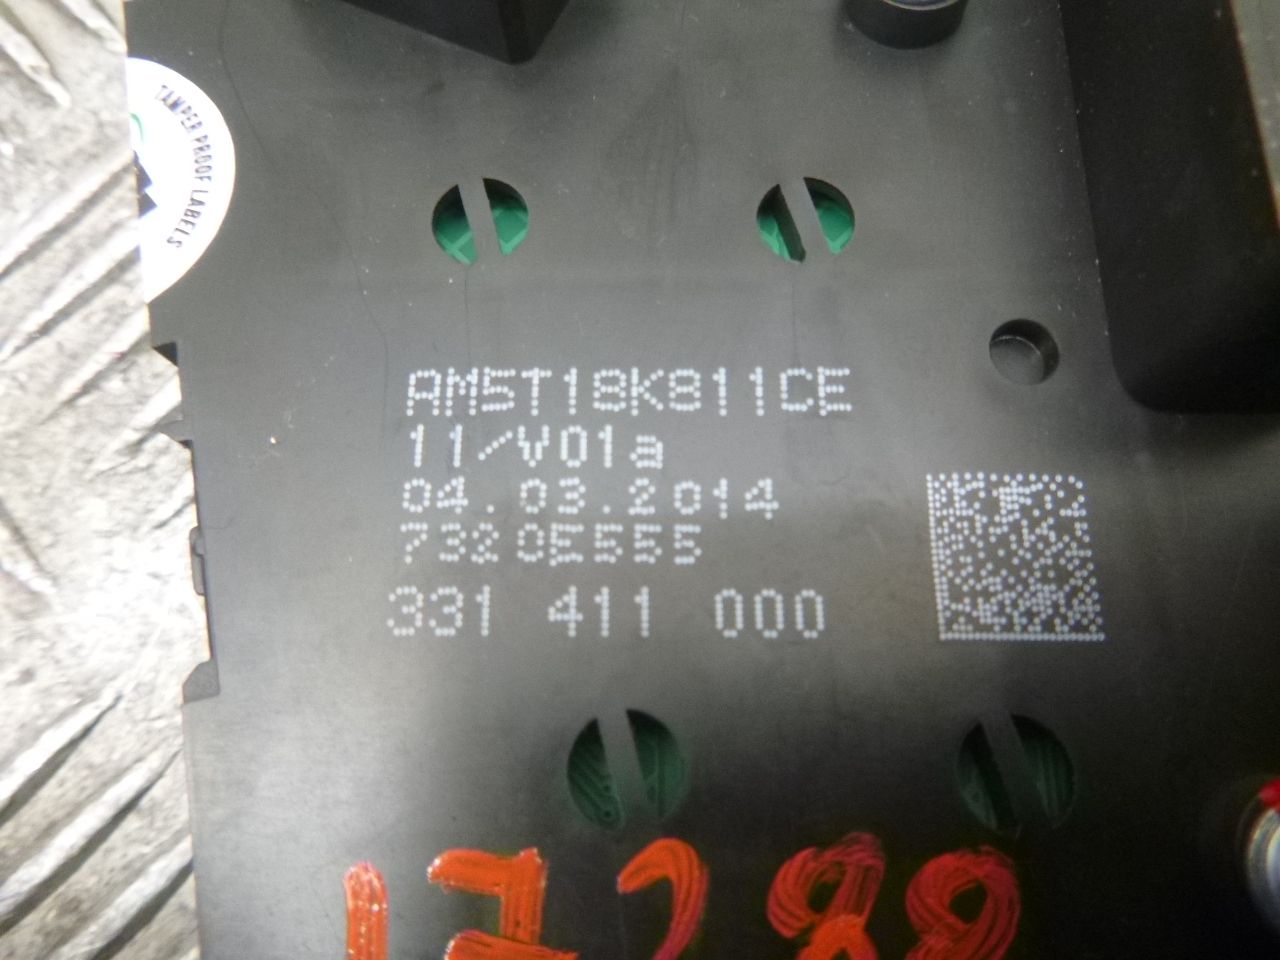 TAMPER PROOF LABELS
AM5T18K811CE
11/V01a
04.03.2014
7320E555
331 411 000